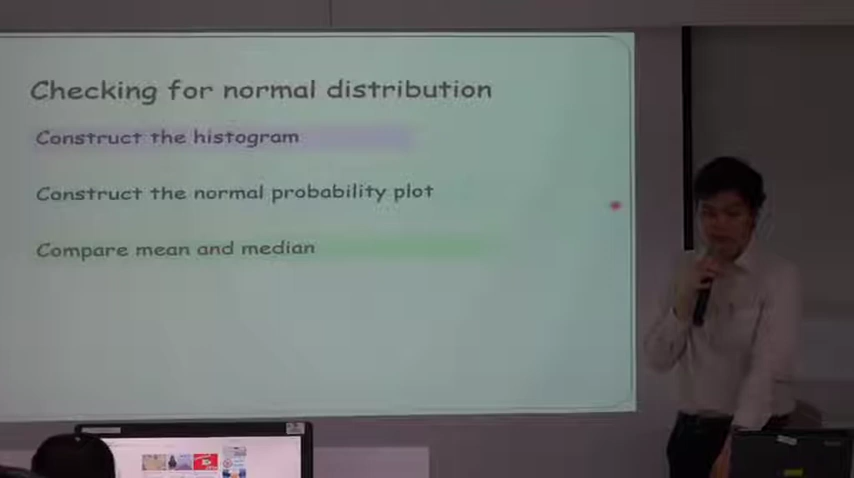 Checking for normal distribution
Construct the histogram
Construct the normal probability plot
Compare mean and median